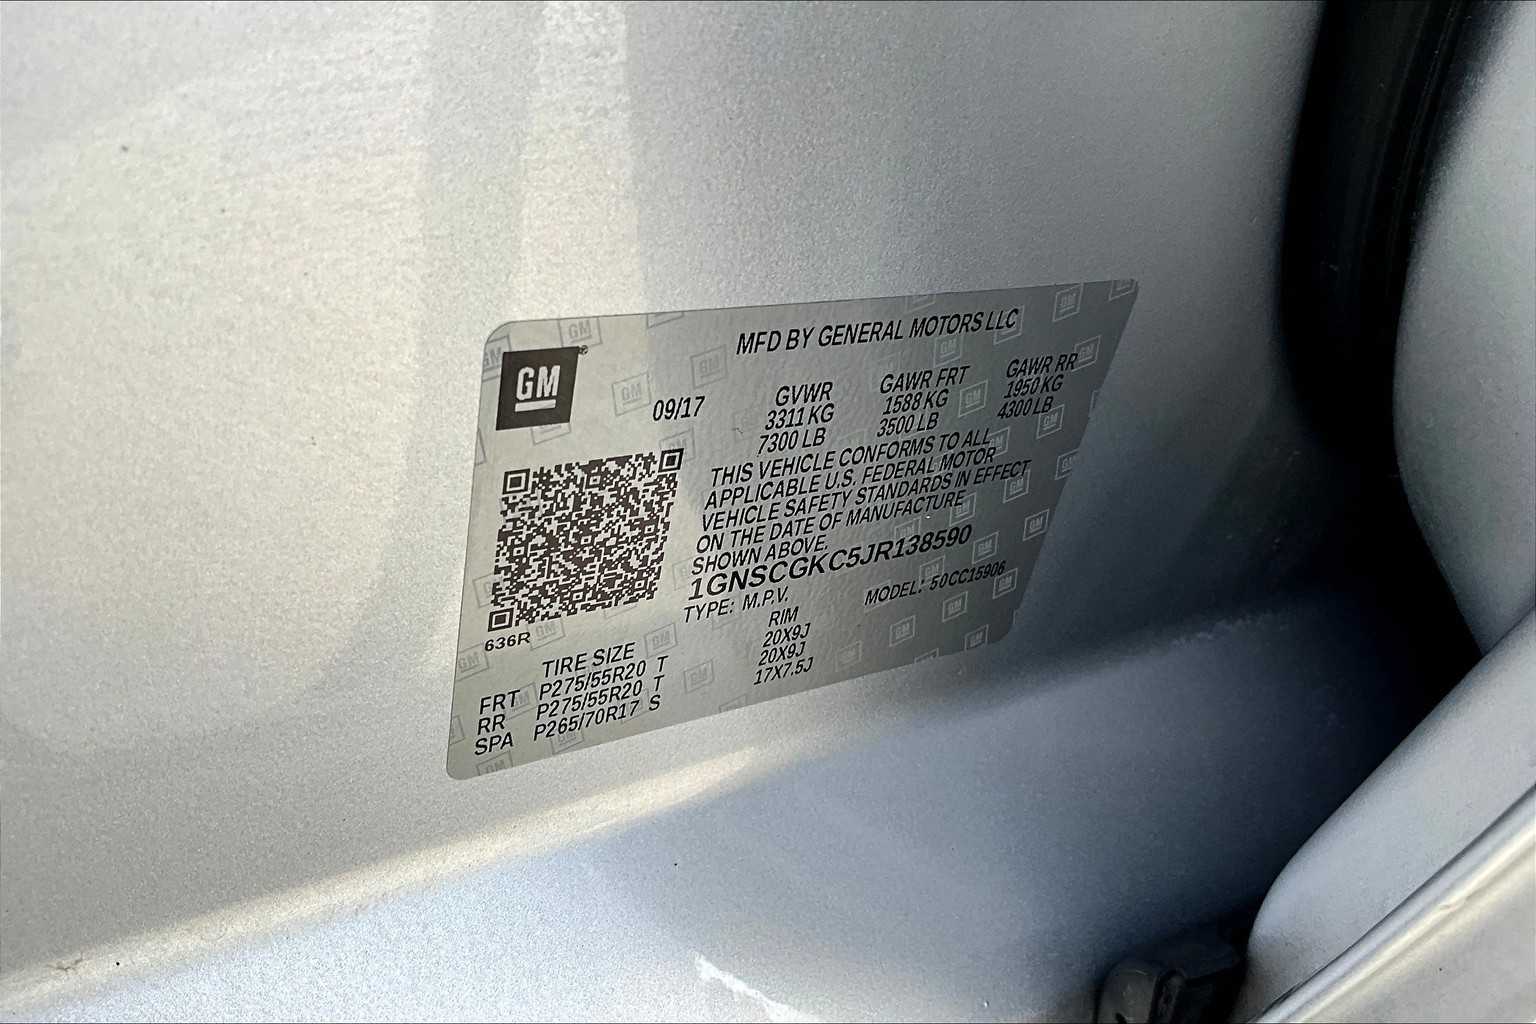 GM
MFD BY GENERAL MOTORS LLC
09/17
GVWR
3311 KG
7300 LB
GAWR FRT
1588 KG
3500 LB
GAWR RR
1950 KG
4300 LB
THIS VEHICLE CONFORMS TO ALL
APPLICABLE U.S. FEDERAL MOTOR
VEHICLE SAFETY STANDARDS IN EFFECT
ON THE DATE OF MANUFACTURE
SHOWN ABOVE.
1GNSCGKC5JR138590
TYPE: M.P.V. MODEL: 50CC15906
636R
TIRE SIZE RIM
FRT P275/55R20 T 20X9J
RR P275/55R20 T 20X9J
SPA P265/70R17 S 17X7.5J